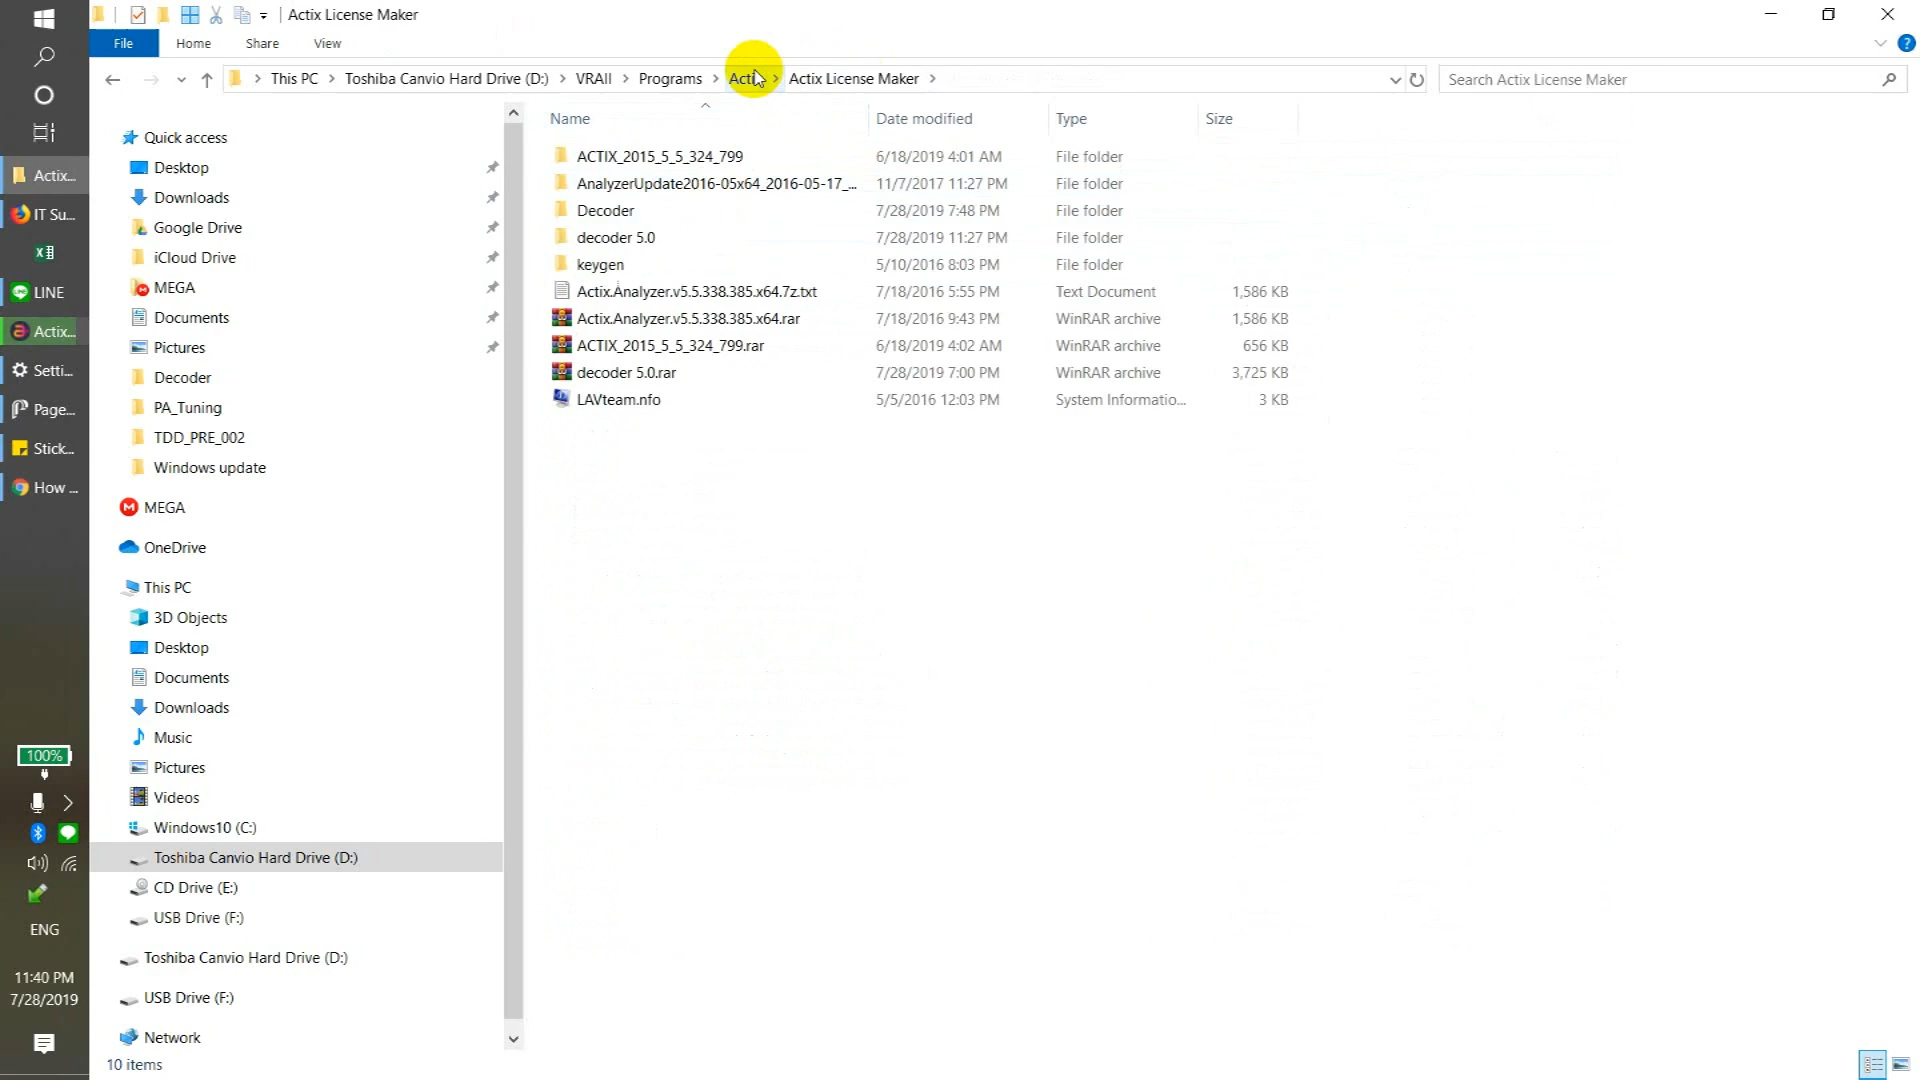 Actix License Maker
File
Home
Share
View
This PC > Toshiba Canvio Hard Drive (D:) > VRAll > Programs > Actix > Actix License Maker >
Search Actix License Maker
Name
Date modified
Type
Size
ACTIX_2015_5_5_324_799 6/18/2019 4:01 AM File folder
AnalyzerUpdate2016-05x64_2016-05-17_... 11/7/2017 11:27 PM File folder
Decoder 7/28/2019 7:48 PM File folder
decoder 5.0 7/28/2019 11:27 PM File folder
keygen 5/10/2016 8:03 PM File folder
Actix.Analyzer.v5.5.338.385.x64.7z.txt 7/18/2016 5:55 PM Text Document 1,586 KB
Actix.Analyzer.v5.5.338.385.x64.rar 7/18/2016 9:43 PM WinRAR archive 1,586 KB
ACTIX_2015_5_5_324_799.rar 6/18/2019 4:02 AM WinRAR archive 656 KB
decoder 5.0.rar 7/28/2019 7:00 PM WinRAR archive 3,725 KB
LAVteam.nfo 5/5/2016 12:03 PM System Informatio... 3 KB
Quick access
Desktop
Downloads
Google Drive
iCloud Drive
MEGA
Documents
Pictures
Decoder
PA_Tuning
TDD_PRE_002
Windows update
MEGA
OneDrive
This PC
3D Objects
Desktop
Documents
Downloads
Music
Pictures
Videos
Windows10 (C:)
Toshiba Canvio Hard Drive (D:)
CD Drive (E:)
USB Drive (F:)
Toshiba Canvio Hard Drive (D:)
USB Drive (F:)
Network
10 items
Actix...
IT Su...
LINE
Actix...
Setti...
Page...
Stick...
How ...
100%
ENG
11:40 PM
7/28/2019